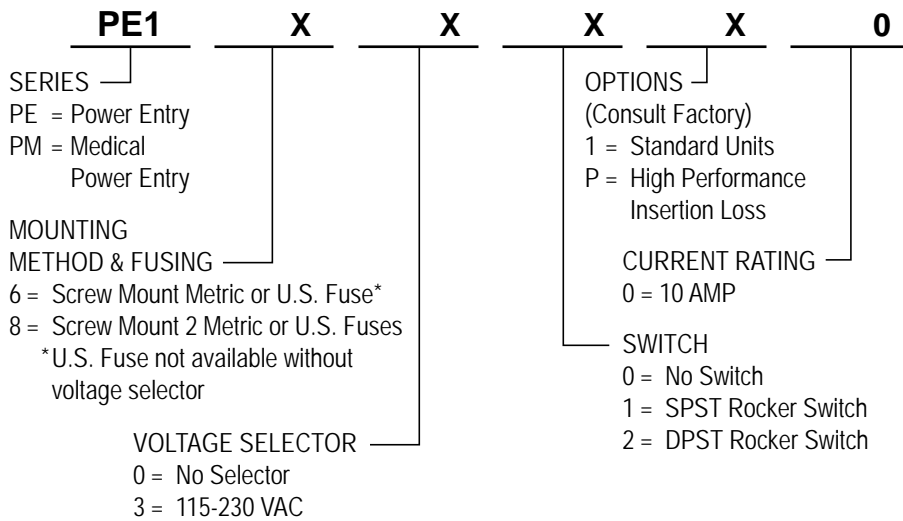 PE1 X X X X 0
SERIES
PE = Power Entry
PM = Medical
Power Entry
MOUNTING
METHOD & FUSING
6 = Screw Mount Metric or U.S. Fuse*
8 = Screw Mount 2 Metric or U.S. Fuses
*U.S. Fuse not available without
voltage selector
VOLTAGE SELECTOR
0 = No Selector
3 = 115-230 VAC
OPTIONS
(Consult Factory)
1 = Standard Units
P = High Performance
Insertion Loss
CURRENT RATING
0 = 10 AMP
SWITCH
0 = No Switch
1 = SPST Rocker Switch
2 = DPST Rocker Switch